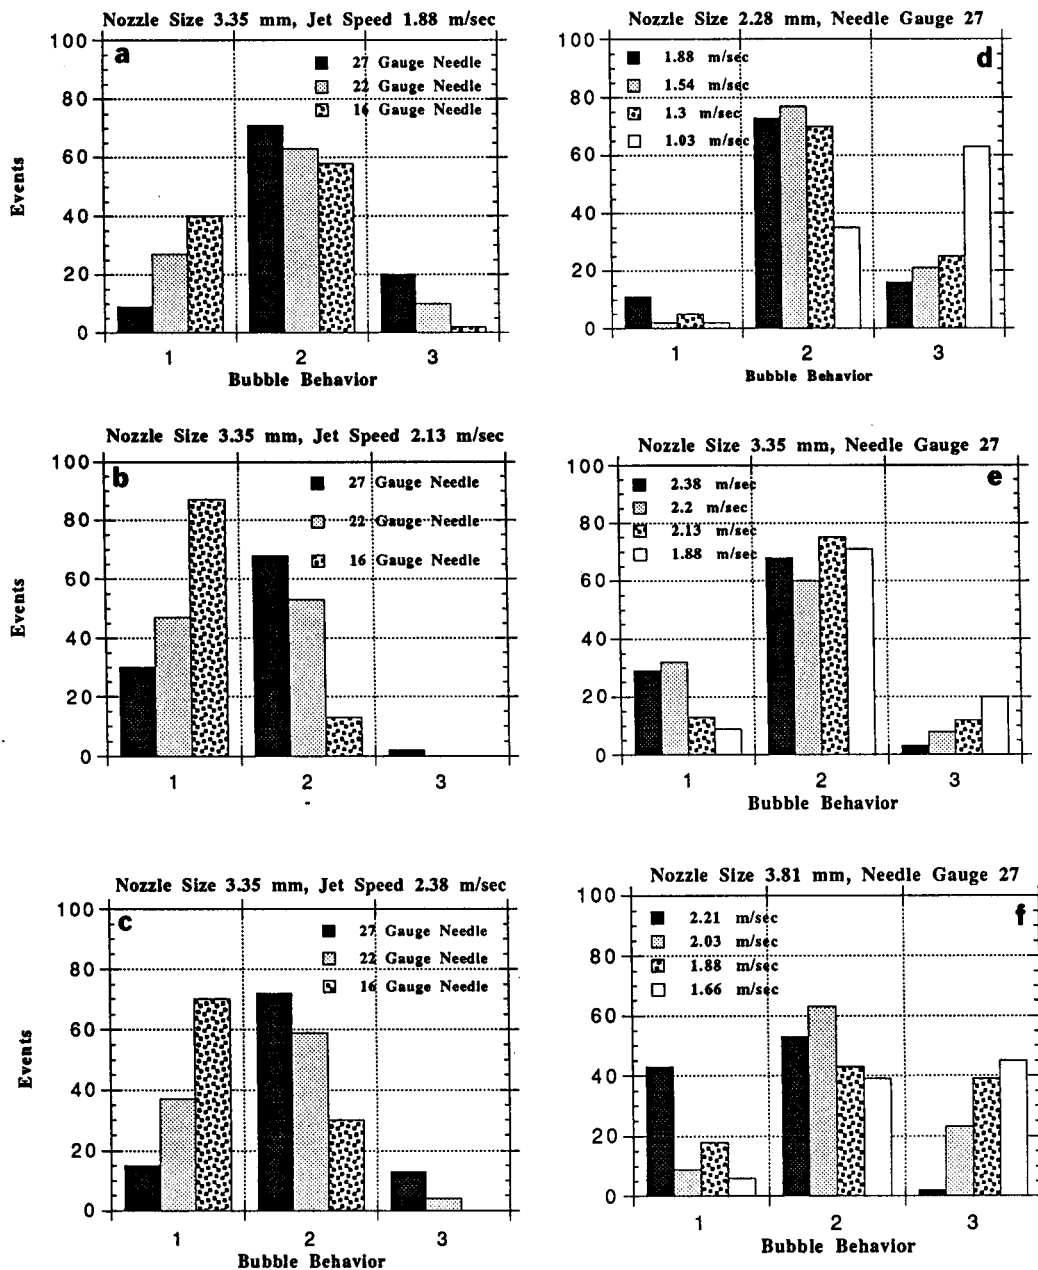 Nozzle Size 3.35 mm, Jet Speed 1.88 m/sec
a
27 Gauge Needle
22 Gauge Needle
16 Gauge Needle
Events
100
80
60
40
20
0
1 2 3
Bubble Behavior
Nozzle Size 2.28 mm, Needle Gauge 27
d
1.88 m/sec
1.54 m/sec
1.3 m/sec
1.03 m/sec
100
80
60
40
20
0
1 2 3
Bubble Behavior
Nozzle Size 3.35 mm, Jet Speed 2.13 m/sec
b
27 Gauge Needle
22 Gauge Needle
16 Gauge Needle
Events
100
80
60
40
20
0
1 2 3
Nozzle Size 3.35 mm, Needle Gauge 27
e
2.38 m/sec
2.2 m/sec
2.13 m/sec
1.88 m/sec
100
80
60
40
20
0
1 2 3
Bubble Behavior
Nozzle Size 3.35 mm, Jet Speed 2.38 m/sec
c
27 Gauge Needle
22 Gauge Needle
16 Gauge Needle
Events
100
80
60
40
20
0
1 2 3
Bubble Behavior
Nozzle Size 3.81 mm, Needle Gauge 27
f
2.21 m/sec
2.03 m/sec
1.88 m/sec
1.66 m/sec
100
80
60
40
20
0
1 2 3
Bubble Behavior